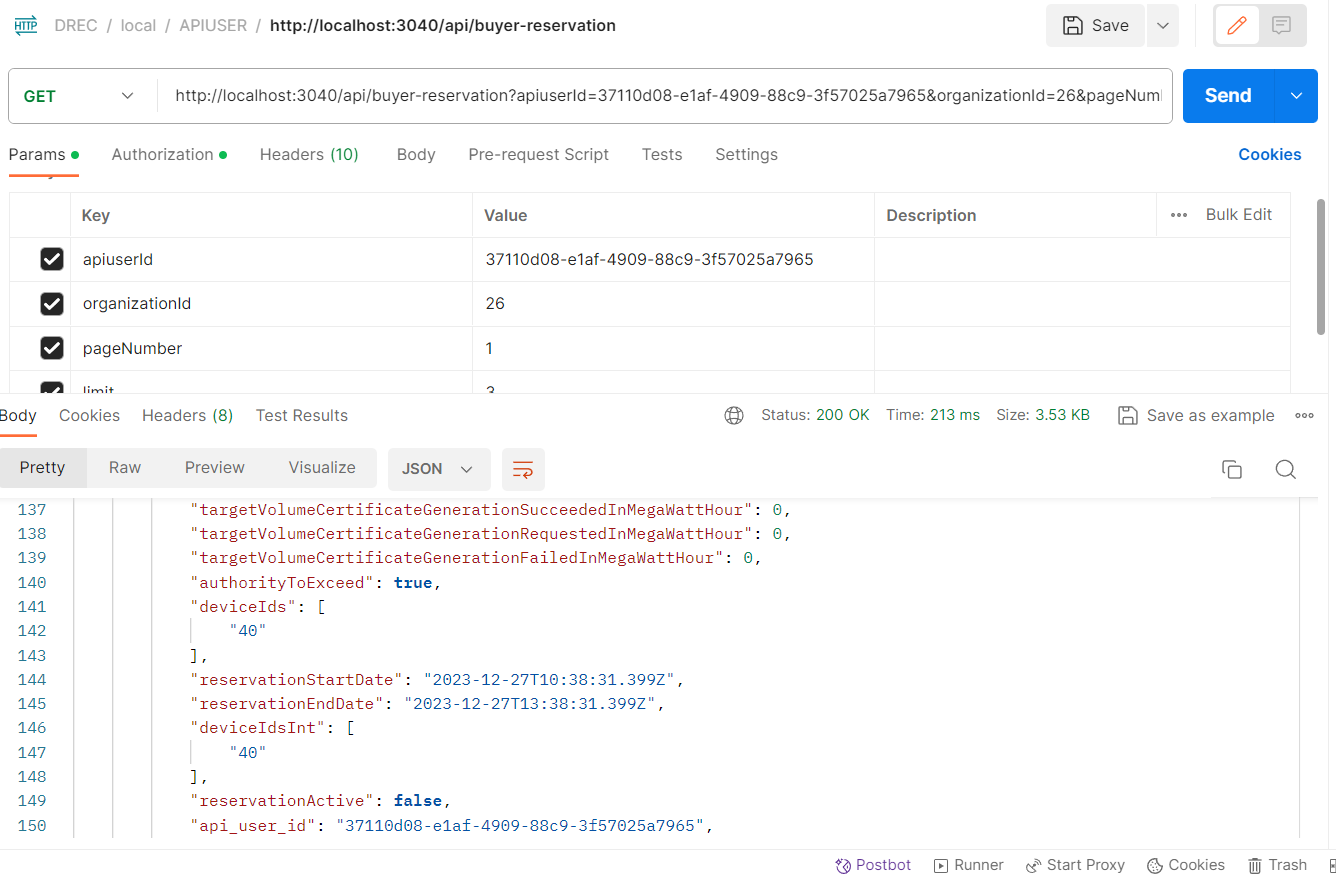 HTTP DREC / local / APIUSER / http://localhost:3040/api/buyer-reservation Save
GET http://localhost:3040/api/buyer-reservation?apiuserId=37110d08-e1af-4909-88c9-3f57025a7965&organizationId=26&pageNum Send
Params Authorization Headers (10) Body Pre-request Script Tests Settings Cookies
Key Value Description ••• Bulk Edit
apiuserId 37110d08-e1af-4909-88c9-3f57025a7965
organizationId 26
pageNumber 1
limit 3
Body Cookies Headers (8) Test Results Status: 200 OK Time: 213 ms Size: 3.53 KB Save as example
Pretty Raw Preview Visualize JSON
137 "targetVolumeCertificateGenerationSucceededInMegaWattHour": 0,
138 "targetVolumeCertificateGenerationRequestedInMegaWattHour": 0,
139 "targetVolumeCertificateGenerationFailedInMegaWattHour": 0,
140 "authorityToExceed": true,
141 "deviceIds": [
142 "40"
143 ],
144 "reservationStartDate": "2023-12-27T10:38:31.399Z",
145 "reservationEndDate": "2023-12-27T13:38:31.399Z",
146 "deviceIdsInt": [
147 "40"
148 ],
149 "reservationActive": false,
150 "api_user_id": "37110d08-e1af-4909-88c9-3f57025a7965",
Postbot Runner Start Proxy Cookies Trash